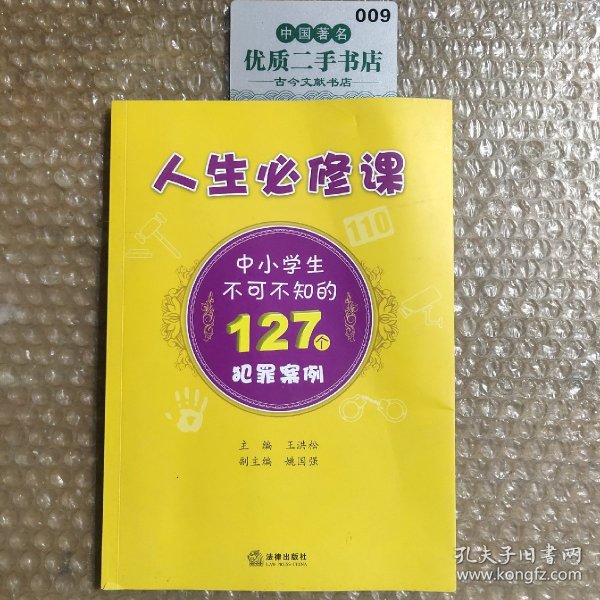 009
中国著名
优质二手书店
古今文献书店
人生必修课
110
中小学生
不可不知的
127个
犯罪案例
主编 王洪松
副主编 姚国强
法律出版社
LAW PRESS·CHINA
孔夫子旧书网
www.kongfz.com